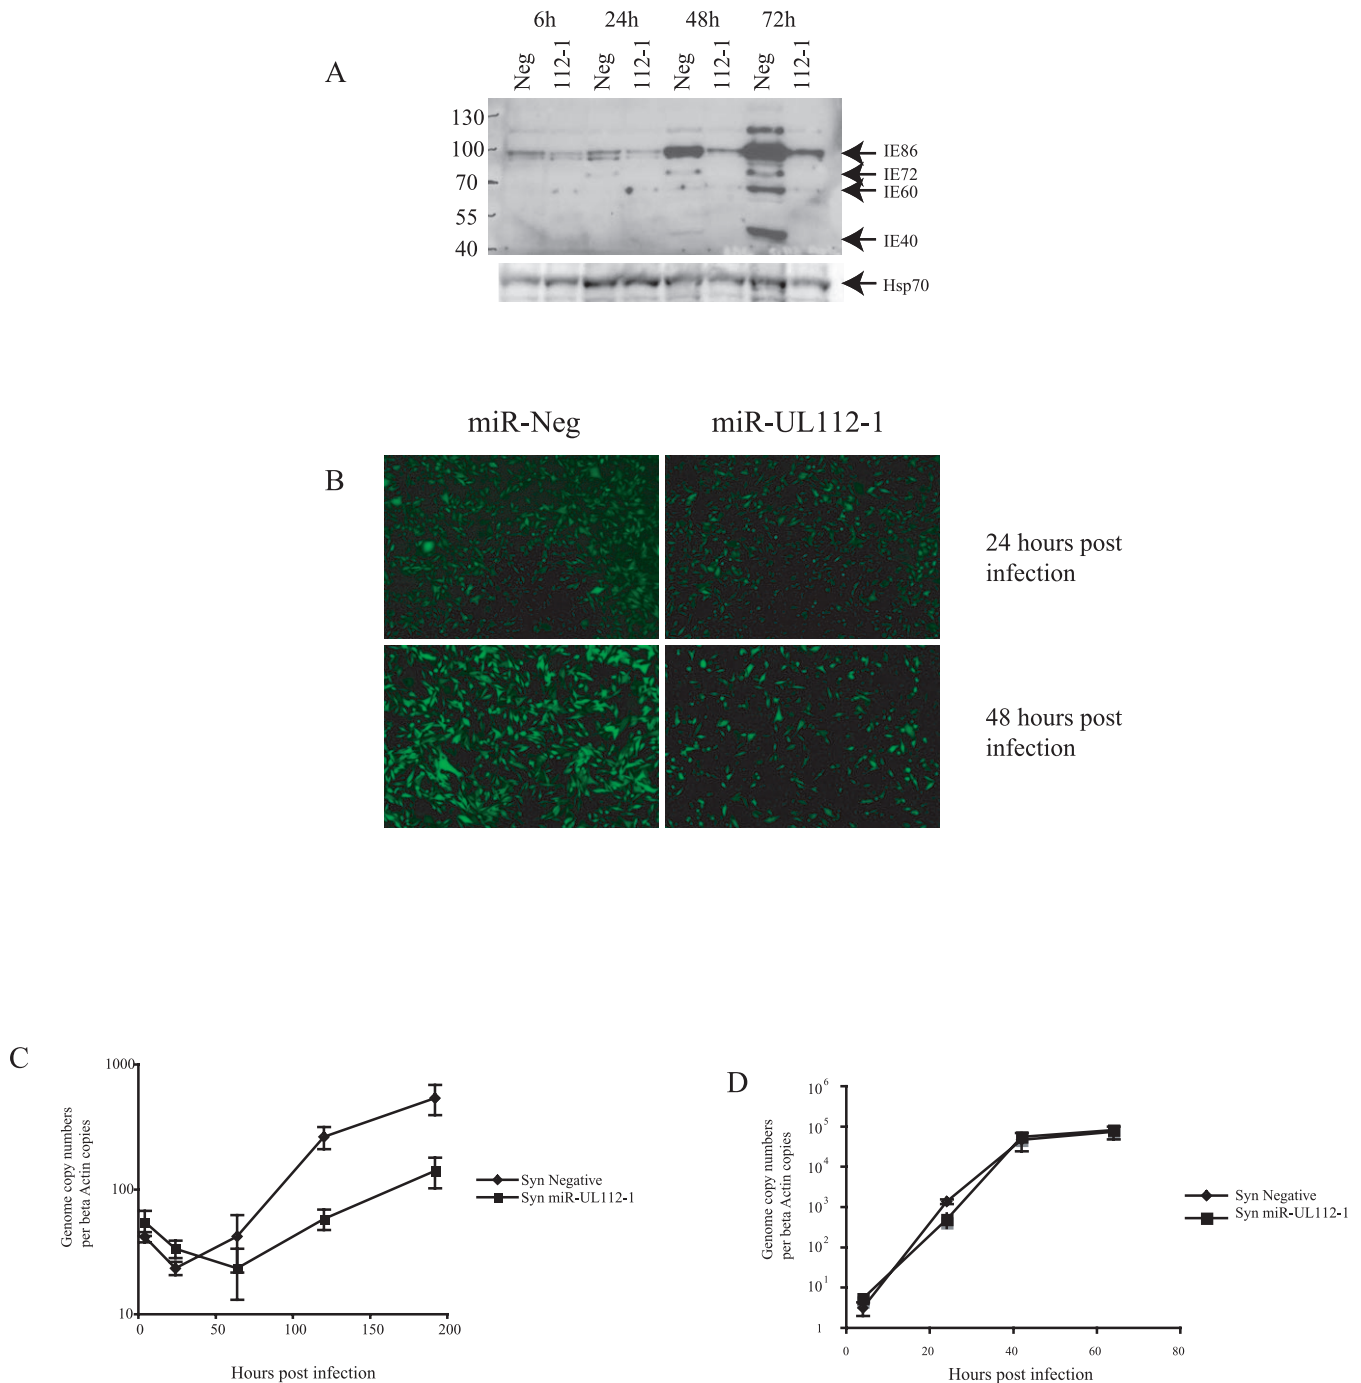 A
6h 24h 48h 72h
Neg 112-1 Neg 112-1 Neg 112-1 Neg 112-1
130
100
70
55
40
IE86
IE72
IE60
IE40
Hsp70
miR-Neg miR-UL112-1
B
24 hours post
infection
48 hours post
infection
C
Genome copy numbers
per beta Actin copies
1000
100
10
0 50 100 150 200
Hours post infection
Syn Negative
Syn miR-UL112-1
D
Genome copy numbers
per beta Actin copies
10⁶
10⁵
10⁴
10³
10²
10¹
1
0 20 40 60 80
Hours post infection
Syn Negative
Syn miR-UL112-1